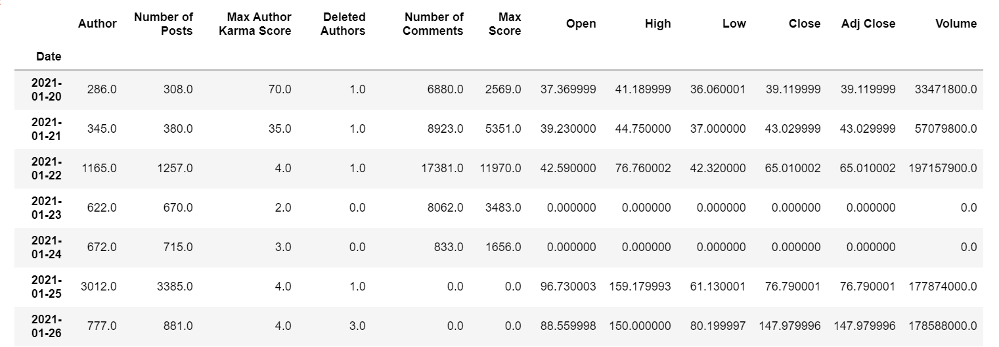 Author Number of Posts Max Author Karma Score Deleted Authors Number of Comments Max Score Open High Low Close Adj Close Volume
Date
2021-01-20 286.0 308.0 70.0 1.0 6880.0 2569.0 37.369999 41.189999 36.060001 39.119999 39.119999 33471800.0
2021-01-21 345.0 380.0 35.0 1.0 8923.0 5351.0 39.230000 44.750000 37.000000 43.029999 43.029999 57079800.0
2021-01-22 1165.0 1257.0 4.0 1.0 17381.0 11970.0 42.590000 76.760002 42.320000 65.010002 65.010002 197157900.0
2021-01-23 622.0 670.0 2.0 0.0 8062.0 3483.0 0.000000 0.000000 0.000000 0.000000 0.000000 0.0
2021-01-24 672.0 715.0 3.0 0.0 833.0 1656.0 0.000000 0.000000 0.000000 0.000000 0.000000 0.0
2021-01-25 3012.0 3385.0 4.0 1.0 0.0 0.0 96.730003 159.179993 61.130001 76.790001 76.790001 177874000.0
2021-01-26 777.0 881.0 4.0 3.0 0.0 0.0 88.559998 150.000000 80.199997 147.979996 147.979996 178588000.0